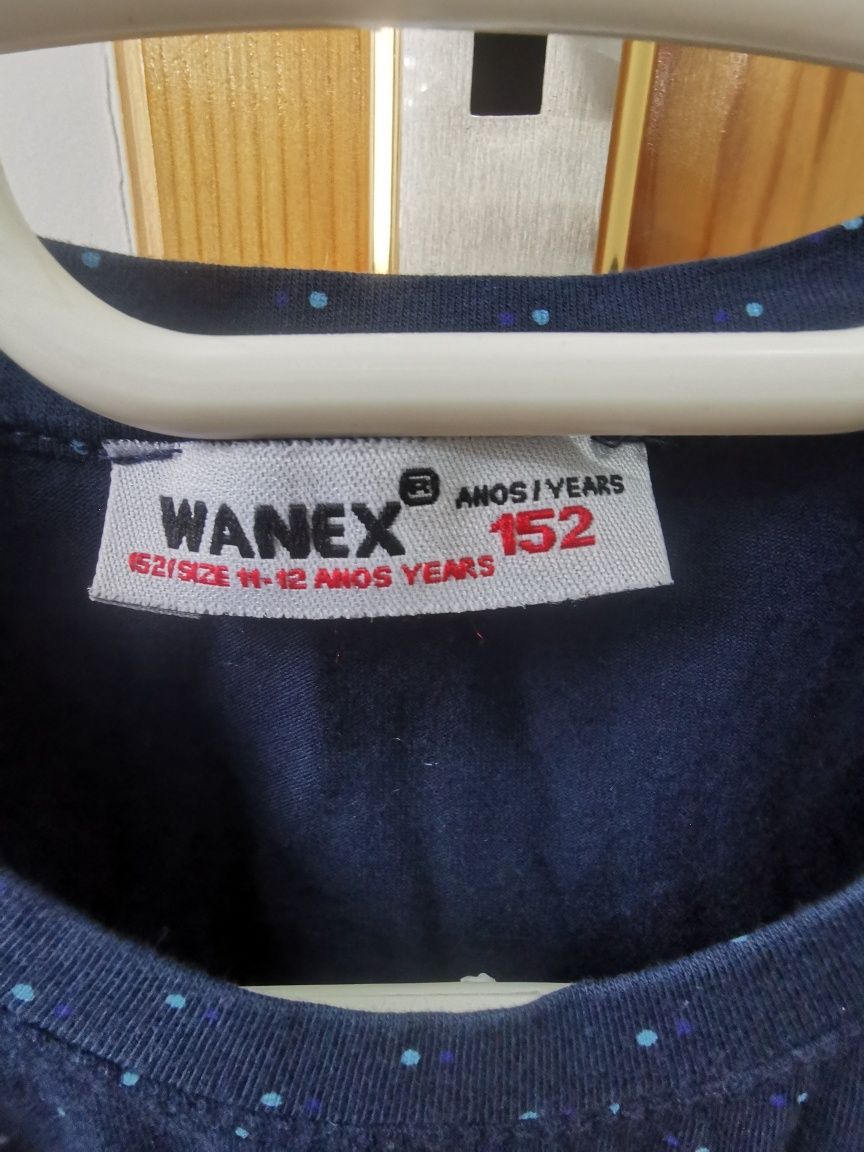 WANEX® ANOS/YEARS
152
152/SIZE 11-12 ANOS YEARS